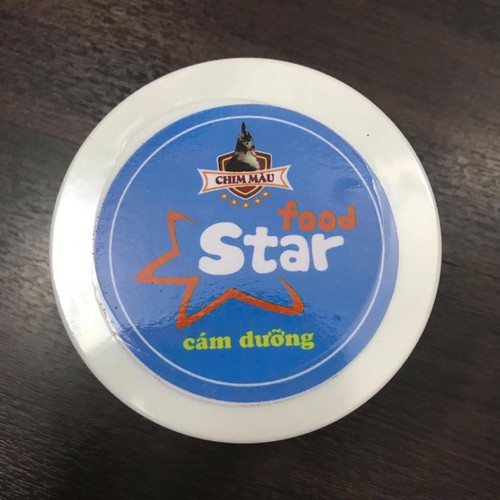 CHIM MÀU
food
Star
cám dưỡng